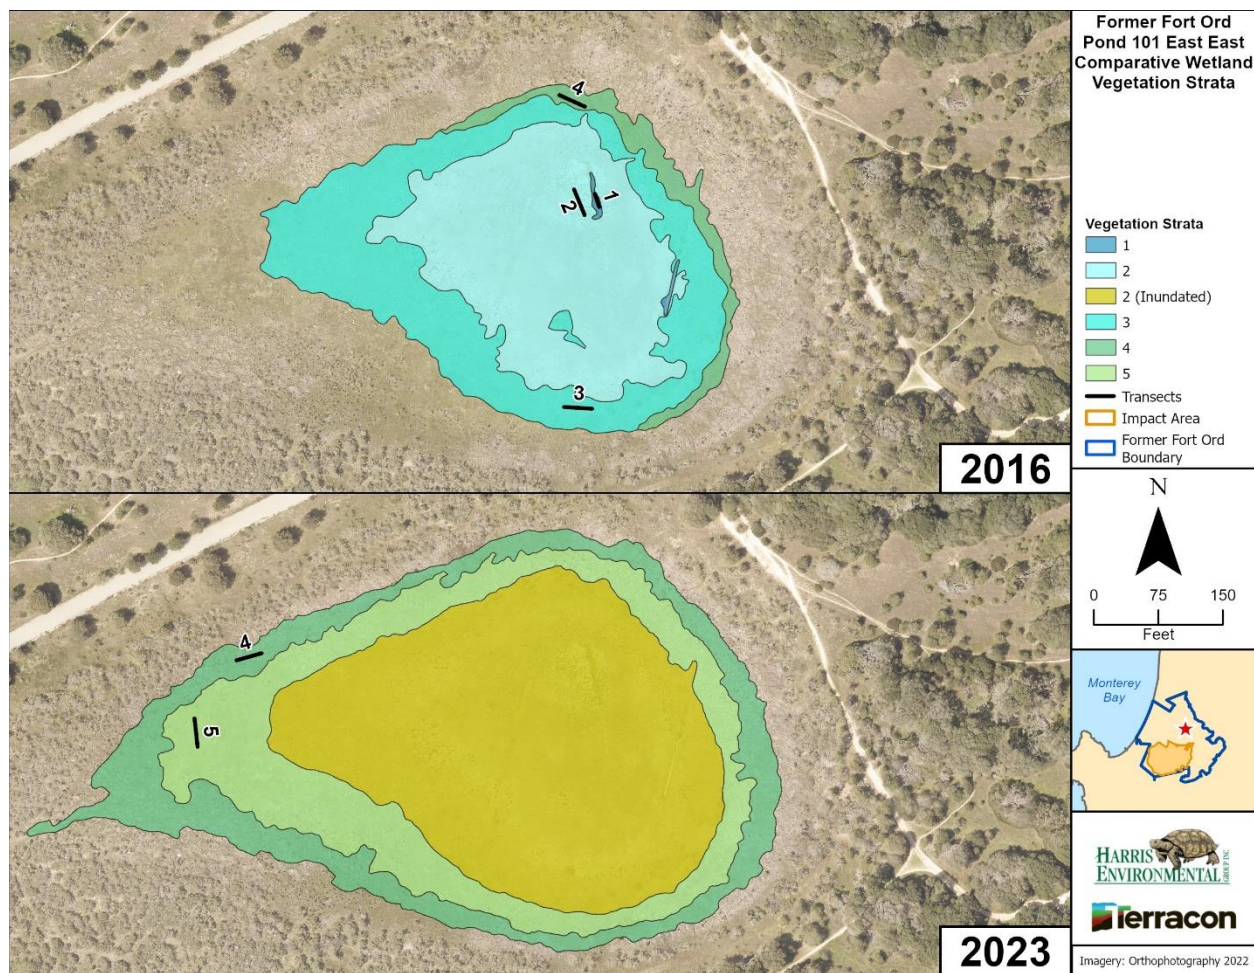 Former Fort Ord
Pond 101 East East
Comparative Wetland
Vegetation Strata
4
1
2
3
2016
Vegetation Strata
1
2
2 (Inundated)
3
4
5
Transects
Impact Area
Former Fort Ord
Boundary
N
0 75 150
Feet
4
5
2023
Monterey
Bay
HARRIS
ENVIRONMENTAL
GROUP INC
Terracon
Imagery: Orthophotography 2022